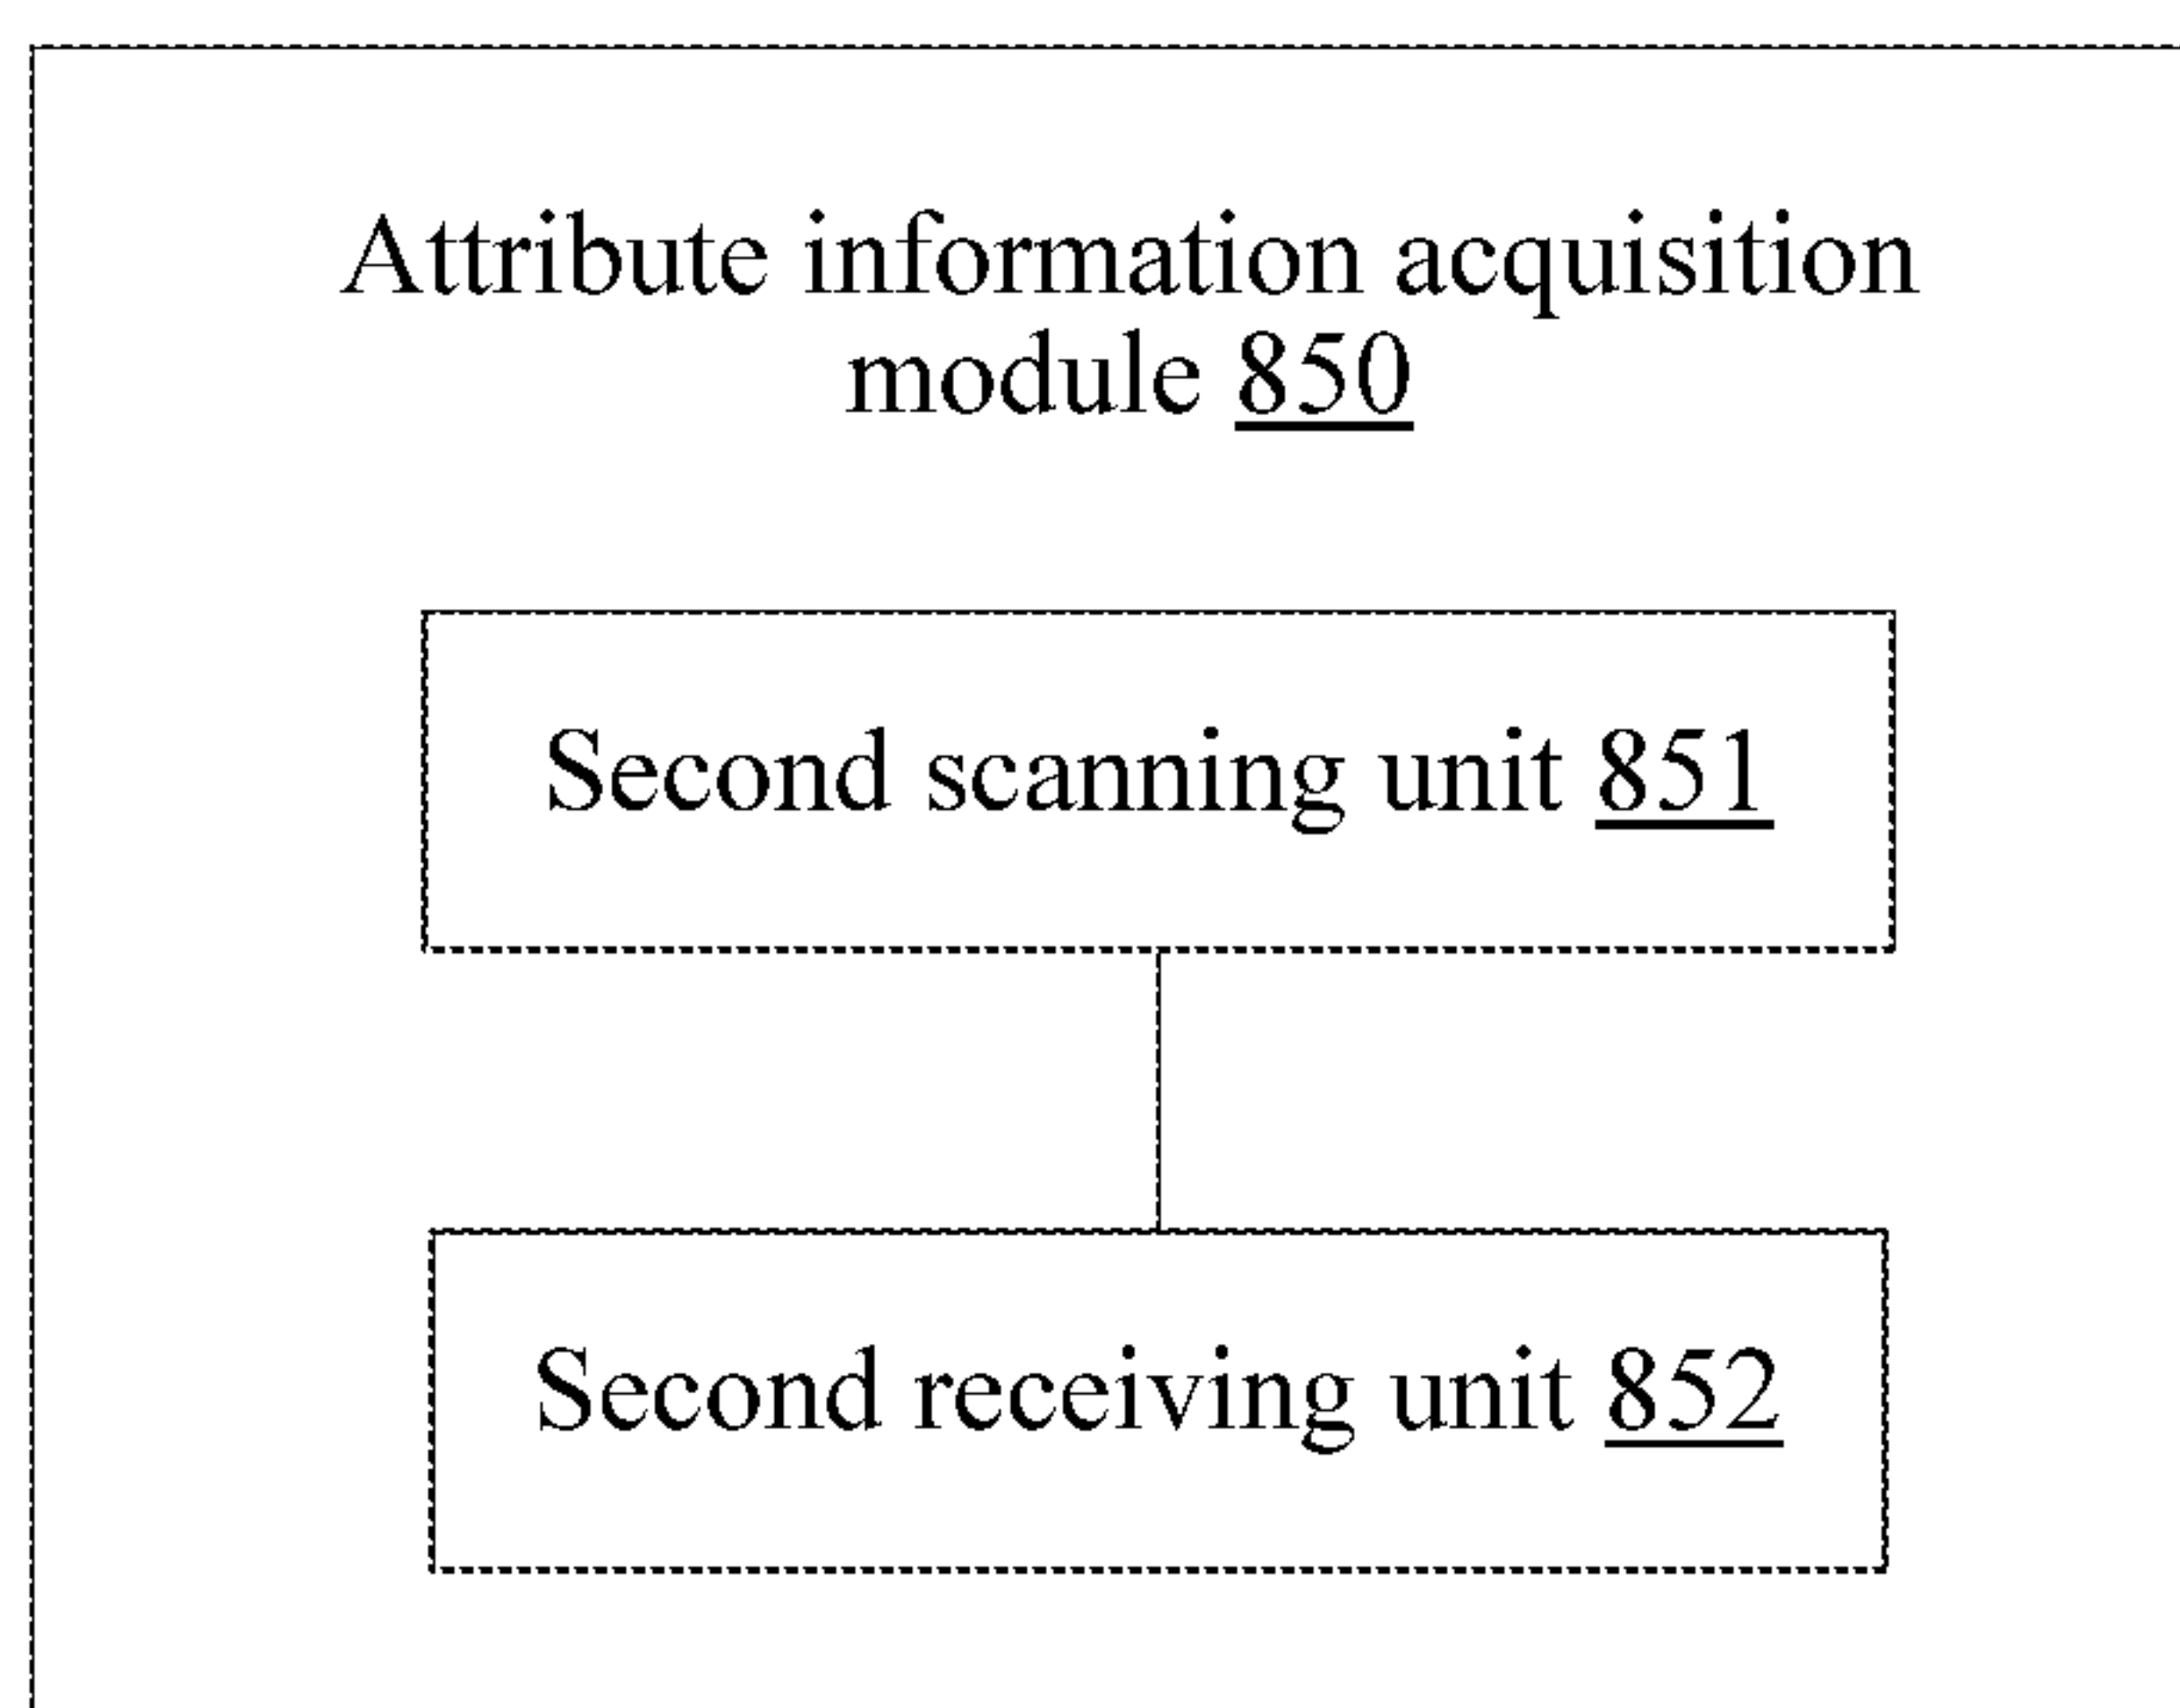 Attribute information acquisition
module 850
Second scanning unit 851
Second receiving unit 852